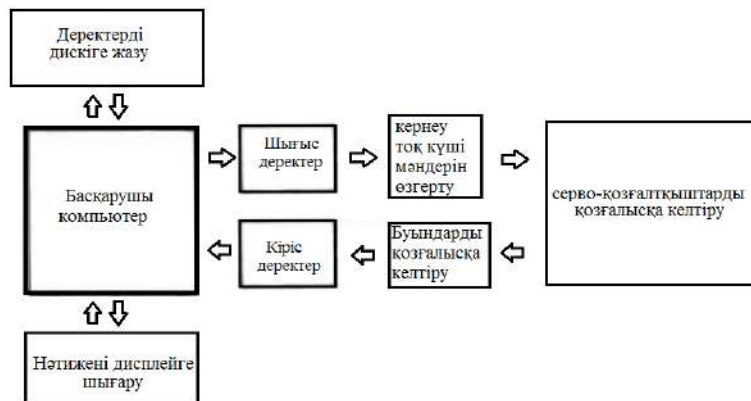 Деректерді
дискіге жазу
Басқарушы
компьютер
Шығыс
деректер
кернеу
тоқ күші
мәндерін
өзгерту
серво-қозғалтқыштарды
қозғалысқа келтіру
Кіріс
деректер
Буындарды
қозғалысқа
келтіру
Нәтижені дисплейге
шығару